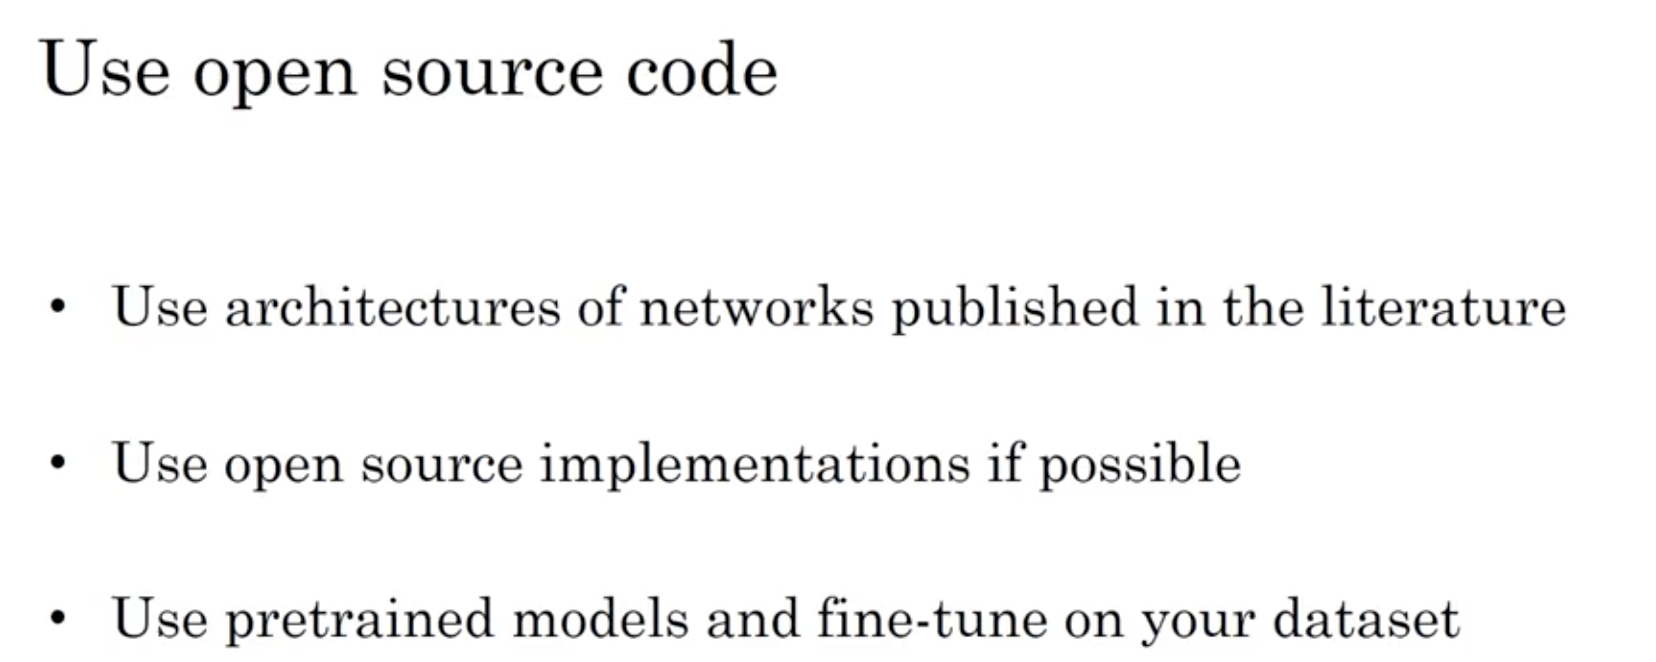 Use open source code
• Use architectures of networks published in the literature
• Use open source implementations if possible
• Use pretrained models and fine-tune on your dataset